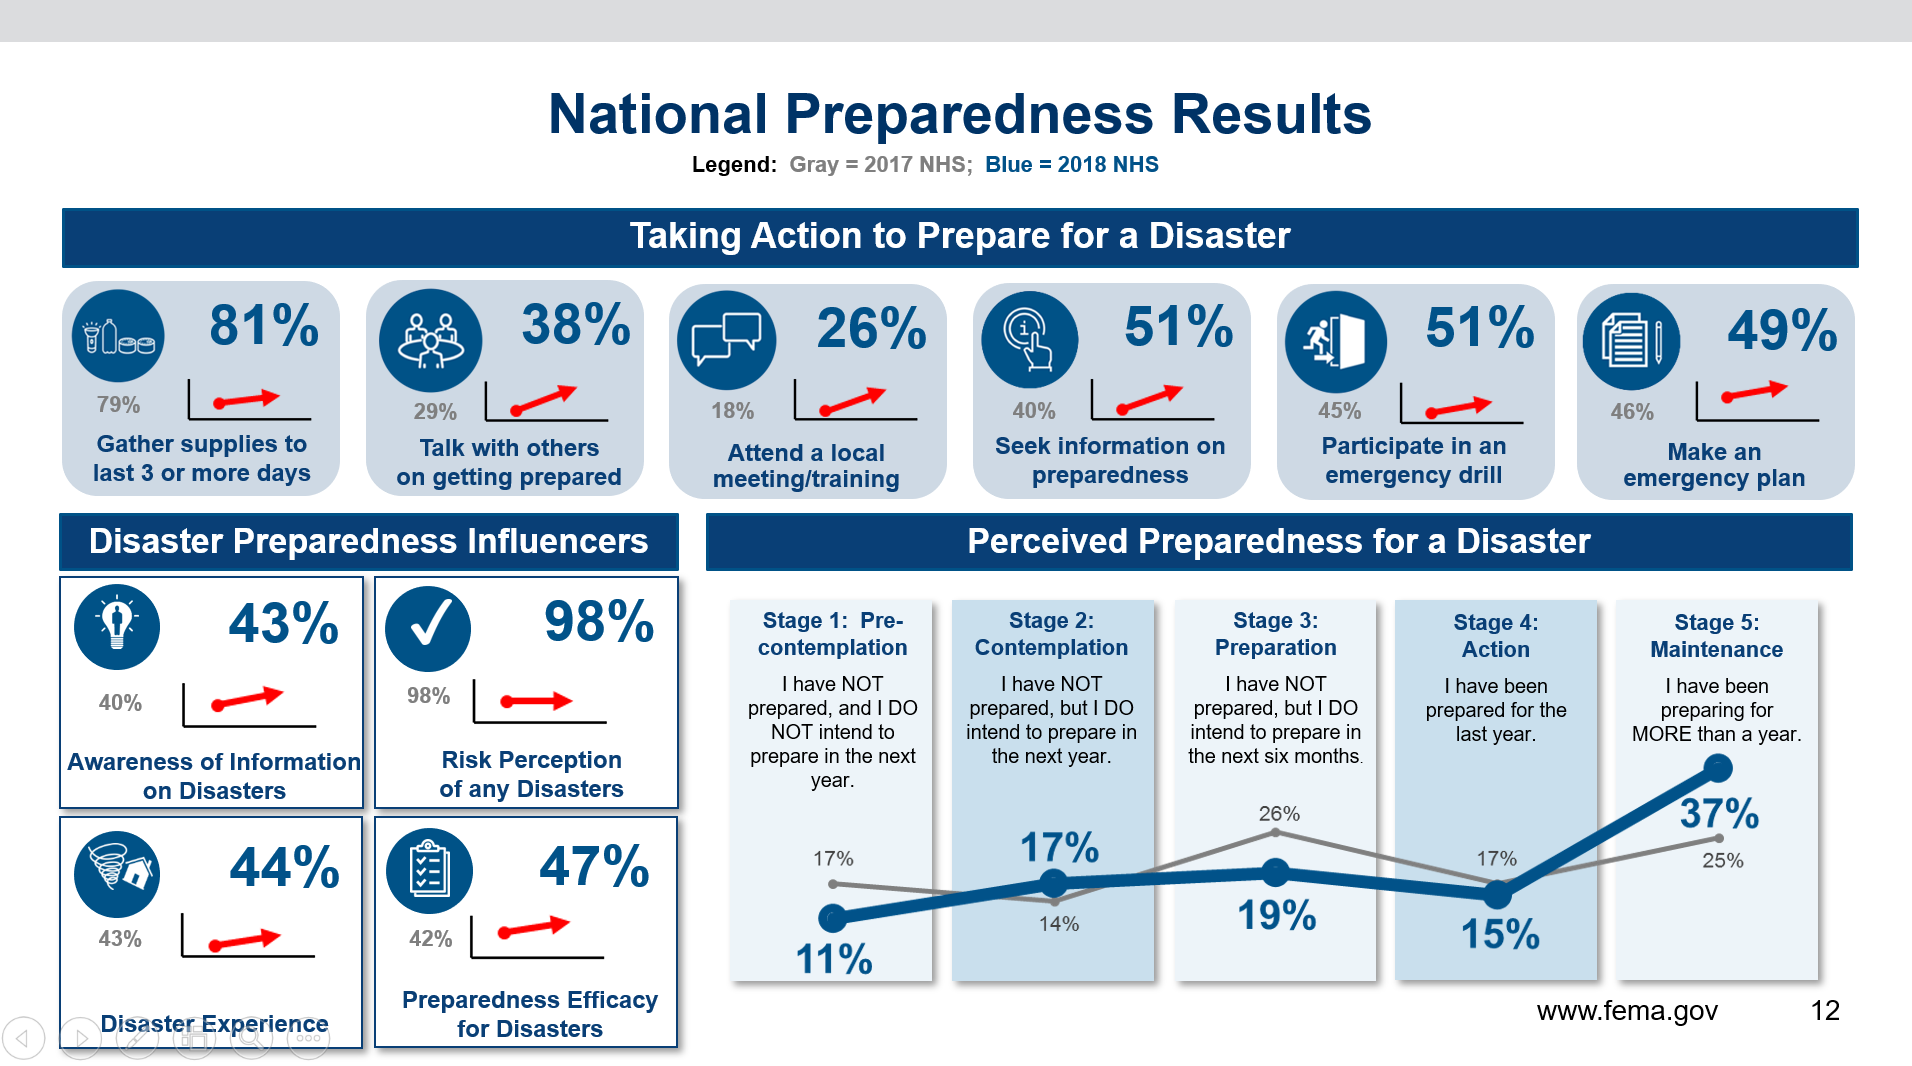 National Preparedness Results
Legend: Gray = 2017 NHS; Blue = 2018 NHS
Taking Action to Prepare for a Disaster
81%
79%
Gather supplies to
last 3 or more days
38%
29%
Talk with others
on getting prepared
26%
18%
Attend a local
meeting/training
51%
40%
Seek information on
preparedness
51%
45%
Participate in an
emergency drill
49%
46%
Make an
emergency plan
Disaster Preparedness Influencers
43%
40%
Awareness of Information
on Disasters
98%
98%
Risk Perception
of any Disasters
44%
43%
Disaster Experience
47%
42%
Preparedness Efficacy
for Disasters
Perceived Preparedness for a Disaster
Stage 1: Pre-
contemplation
I have NOT
prepared, and I DO
NOT intend to
prepare in the next
year.
17%
11%
Stage 2:
Contemplation
I have NOT
prepared, but I DO
intend to prepare in
the next year.
17%
14%
Stage 3:
Preparation
I have NOT
prepared, but I DO
intend to prepare in
the next six months.
26%
19%
Stage 4:
Action
I have been
prepared for the
last year.
17%
15%
Stage 5:
Maintenance
I have been
preparing for
MORE than a year.
37%
25%
www.fema.gov
12